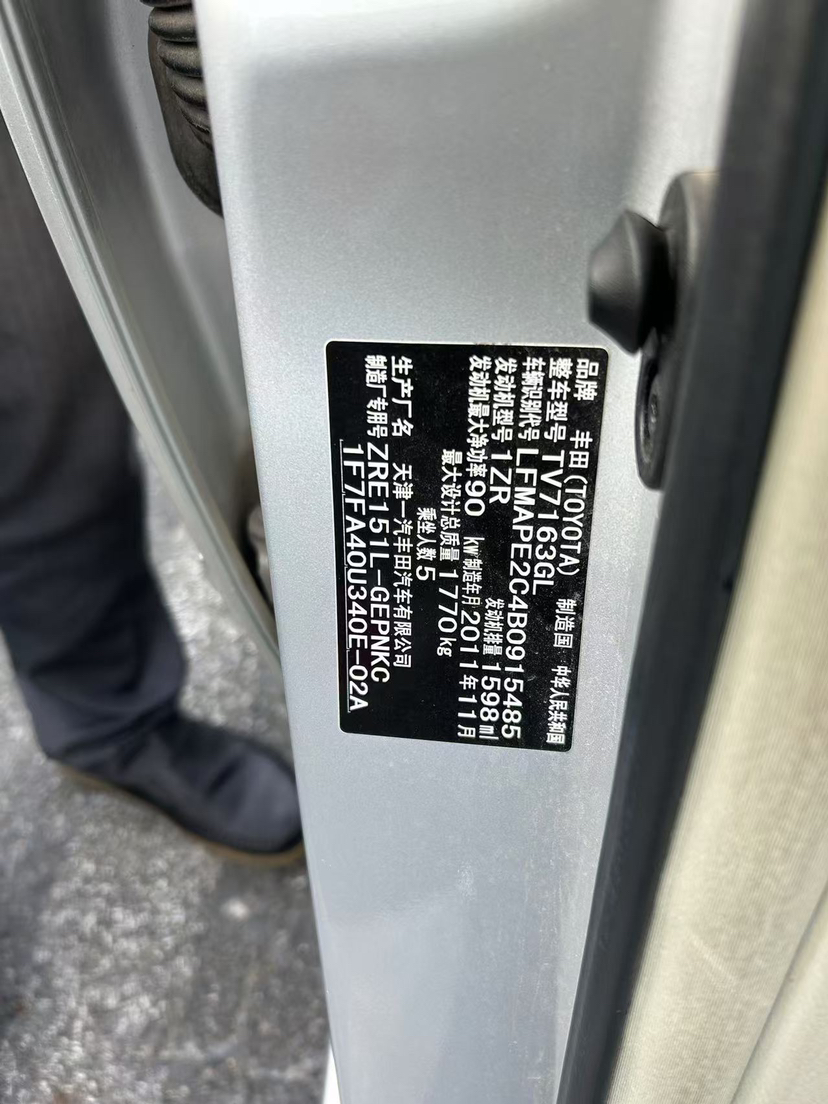 品牌 丰田(TOYOTA) 制造国 中华人民共和国
整车型号 TV7163GL
车辆识别代号 LFMAPE2C4B0915485
发动机型号 1ZR 发动机排量 1598ml
发动机最大净功率 90 kW 制造年月 2011年11月
最大设计总质量 1770kg
乘坐人数 5
生产厂名 天津一汽丰田汽车有限公司
制造厂专用号 ZRE151L-GEPNKC
1F7FA40U340E-02A